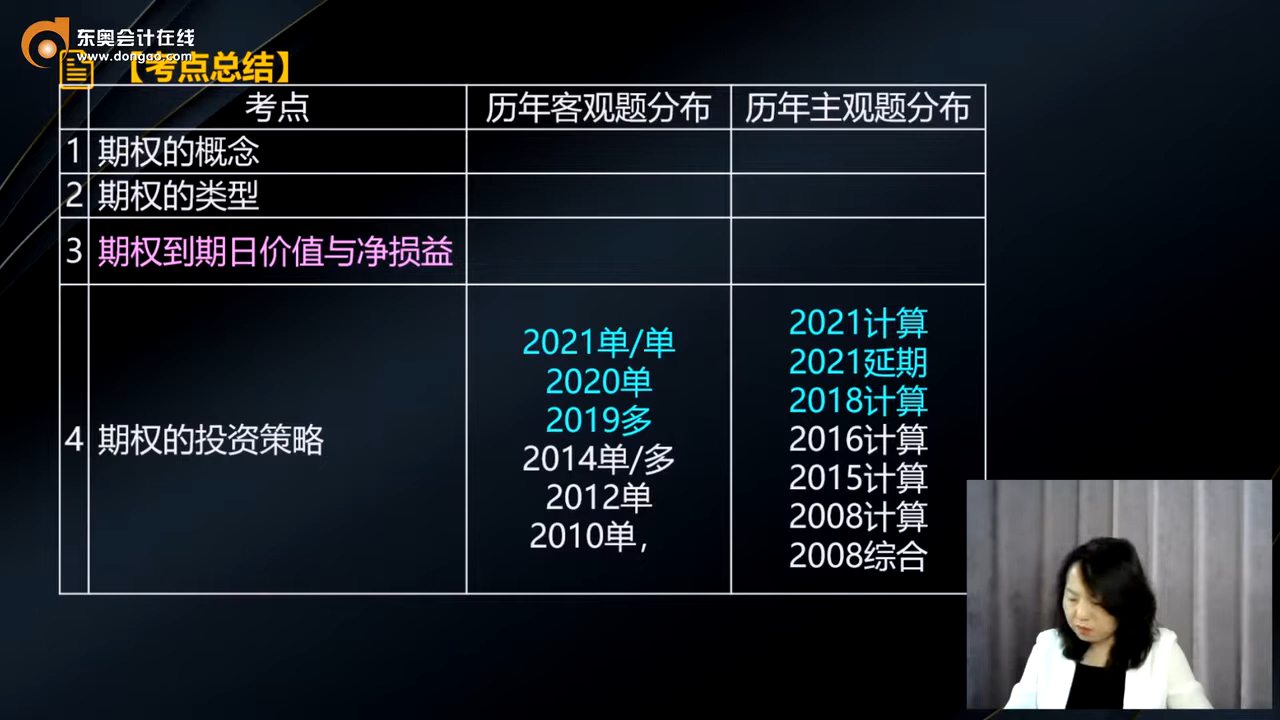 东奥会计在线
www.dongao.com
【考点总结】
考点 历年客观题分布 历年主观题分布
1 期权的概念
2 期权的类型
3 期权到期日价值与净损益
4 期权的投资策略
2021单/单
2020单
2019多
2014单/多
2012单
2010单，
2021计算
2021延期
2018计算
2016计算
2015计算
2008计算
2008综合